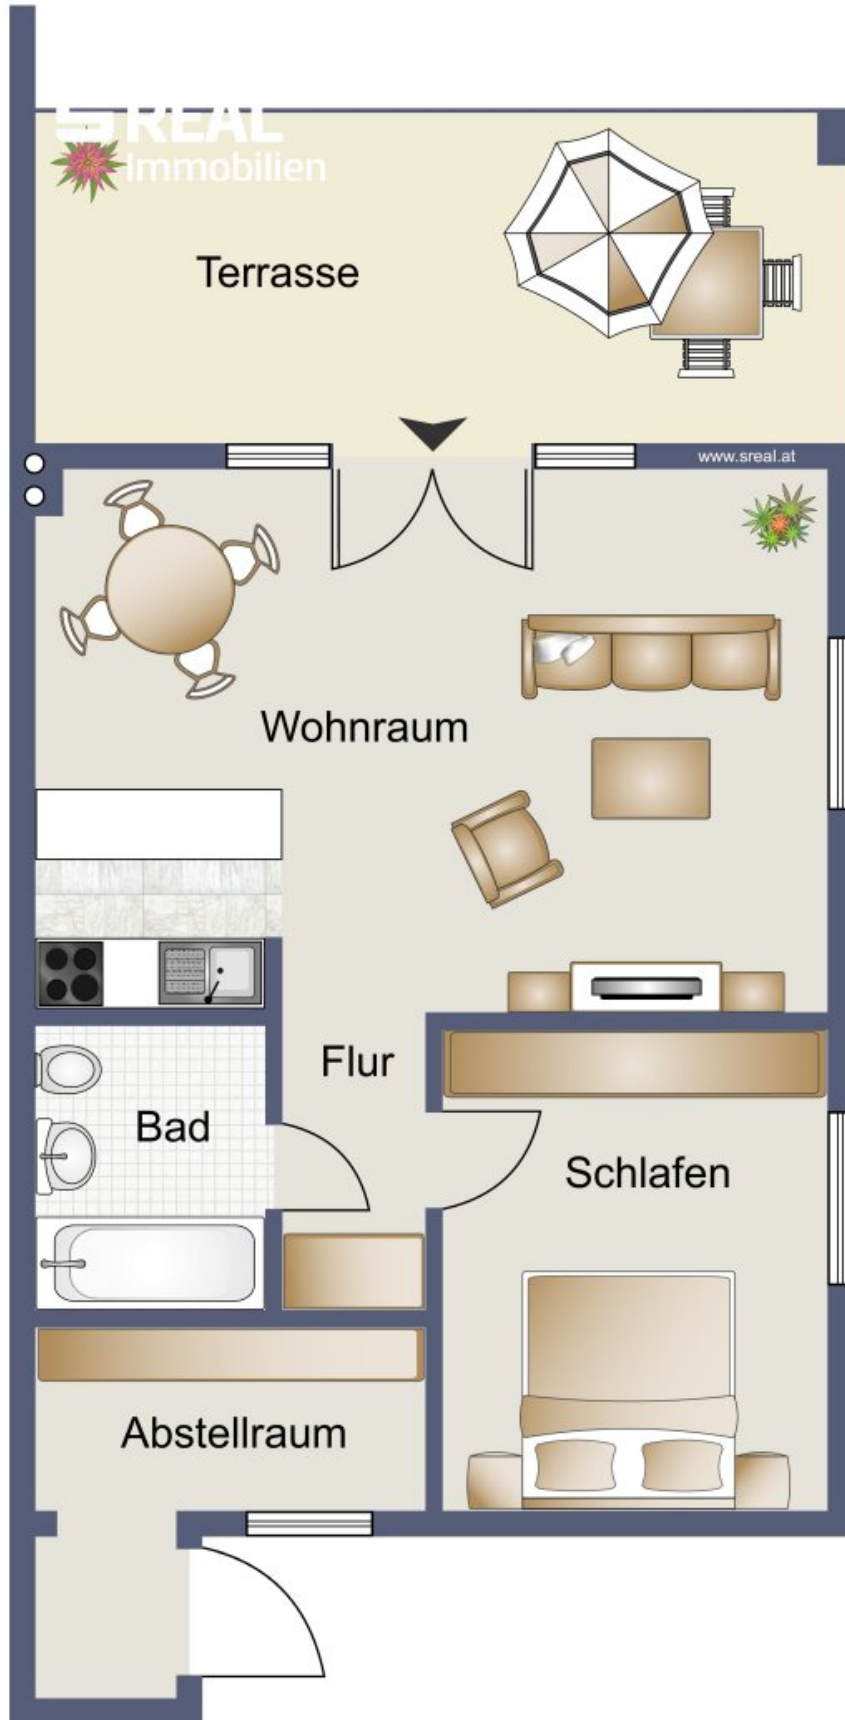 S REAL
Immobilien
Terrasse
www.sreal.at
Wohnraum
Flur
Bad
Schlafen
Abstellraum